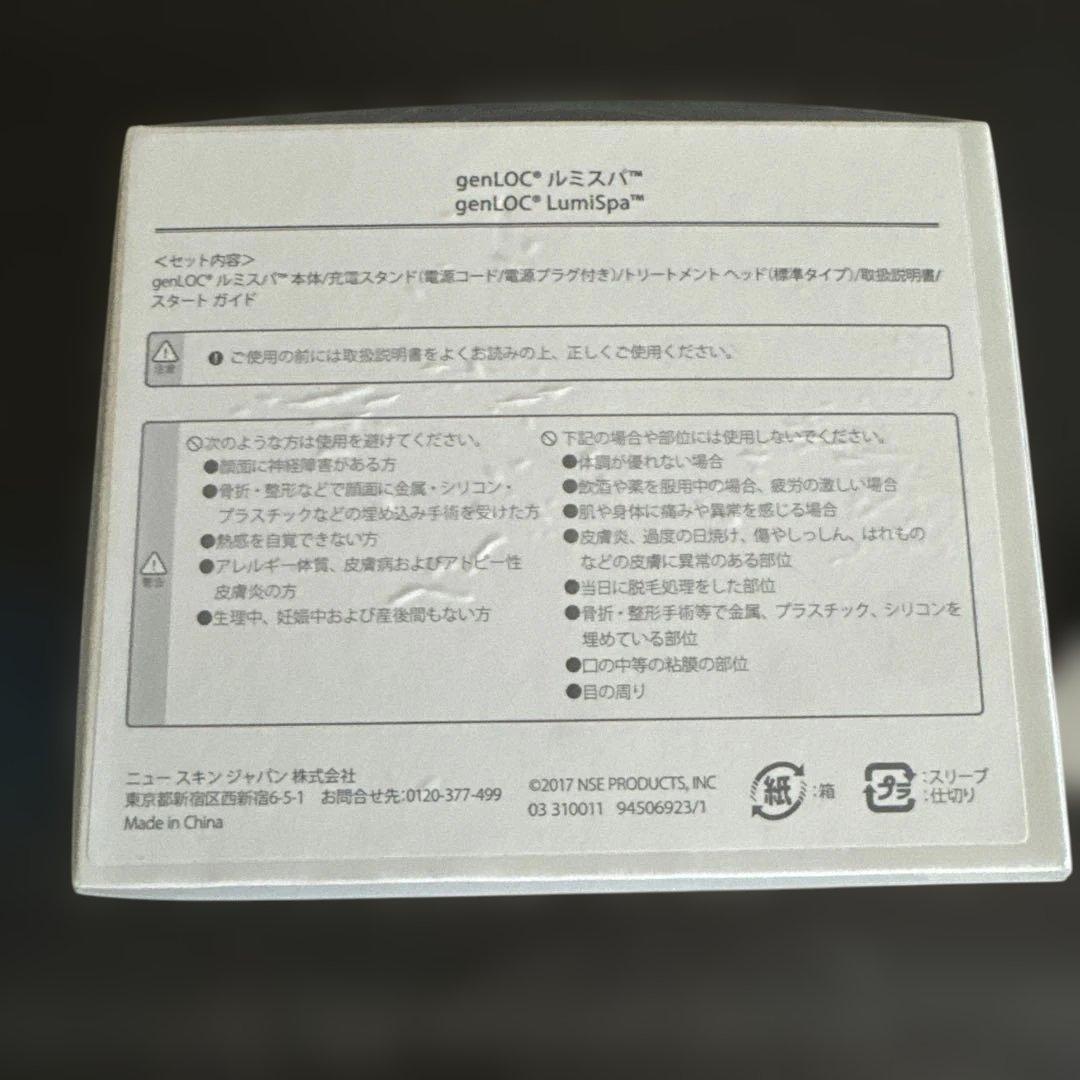 genLOC® ルミスパ™
genLOC® LumiSpa™
＜セット内容＞
genLOC® ルミスパ™ 本体/充電スタンド(電源コード/電源プラグ付き)/トリートメント ヘッド(標準タイプ)/取扱説明書/
スタート ガイド
注意
ご使用の前には取扱説明書をよくお読みの上、正しくご使用ください。
警告
次のような方は使用を避けてください。
●顔面に神経障害がある方
●骨折・整形などで顔面に金属・シリコン・
プラスチックなどの埋め込み手術を受けた方
●熱感を自覚できない方
●アレルギー体質、皮膚病およびアトピー性
皮膚炎の方
●生理中、妊娠中および産後間もない方
下記の場合や部位には使用しないでください。
●体調が優れない場合
●飲酒や薬を服用中の場合、疲労の激しい場合
●肌や身体に痛みや異常を感じる場合
●皮膚炎、過度の日焼け、傷やしっしん、はれもの
などの皮膚に異常のある部位
●当日に脱毛処理をした部位
●骨折・整形手術等で金属、プラスチック、シリコンを
埋めている部位
●口の中等の粘膜の部位
●目の周り
ニュー スキン ジャパン 株式会社
東京都新宿区西新宿6-5-1 お問合せ先:0120-377-499
Made in China
©2017 NSE PRODUCTS, INC
03 310011 94506923/1
紙 :箱
プラ :スリーブ
:仕切り